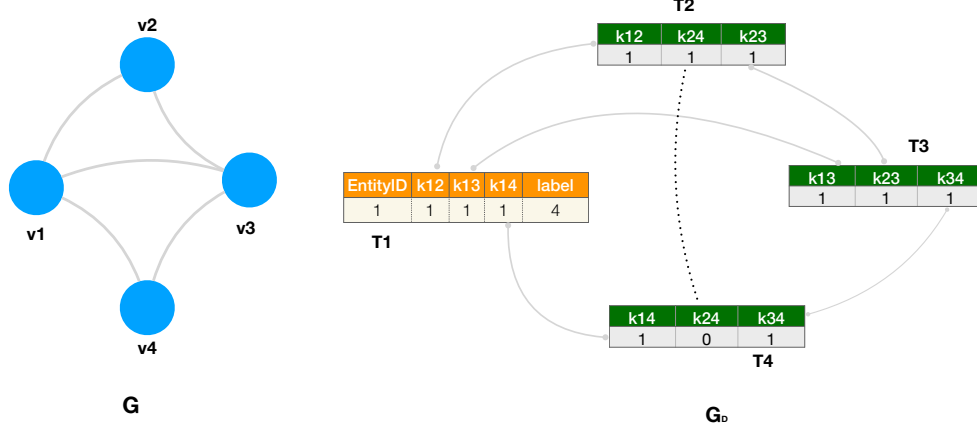 v2
v1
v3
v4
G
T2
k12 k24 k23
1 1 1
T3
k13 k23 k34
1 1 1
EntityID k12 k13 k14 label
1 1 1 1 4
T1
k14 k24 k34
1 0 1
T4
G_D